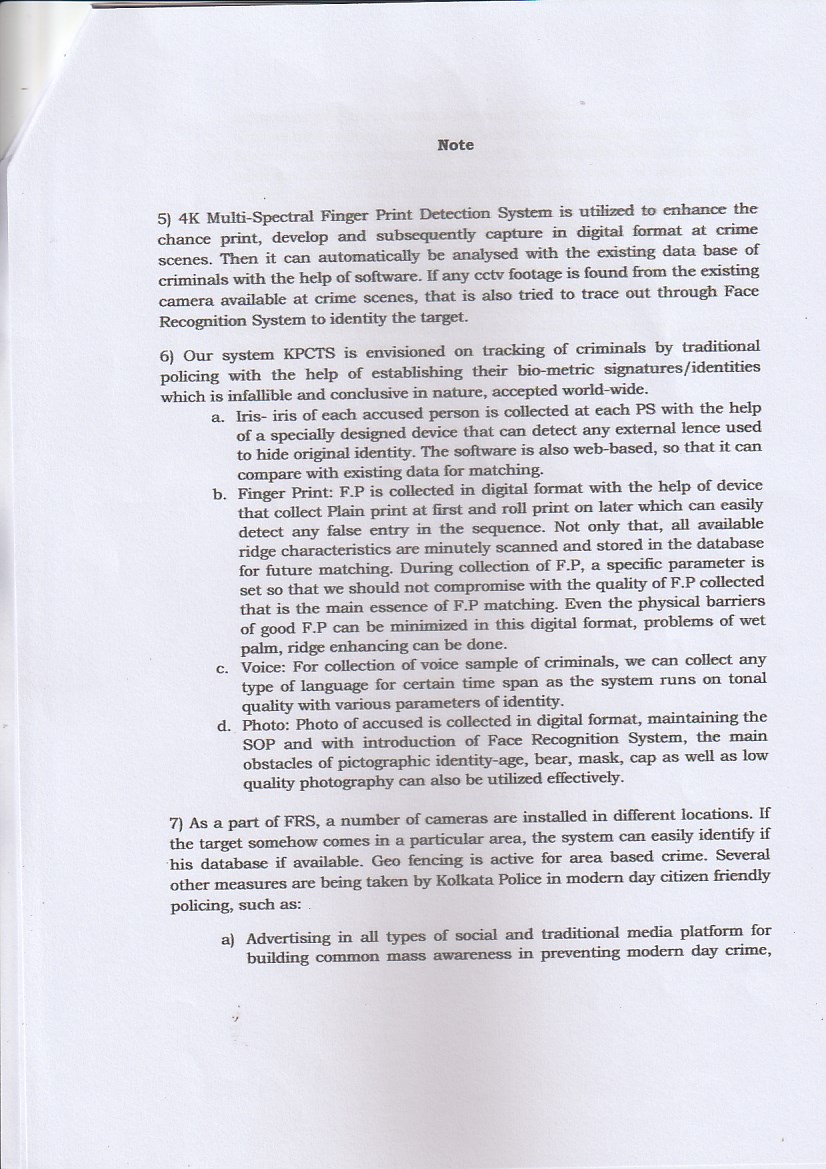 Note
5) 4K Multi-Spectral Finger Print Detection System is utilized to enhance the
chance print, develop and subsequently capture in digital format at crime
scenes. Then it can automatically be analysed with the existing data base of
criminals with the help of software. If any cctv footage is found from the existing
camera available at crime scenes, that is also tried to trace out through Face
Recognition System to identity the target.
6) Our system KPCTS is envisioned on tracking of criminals by traditional
policing with the help of establishing their bio-metric signatures/identities
which is infallible and conclusive in nature, accepted world-wide.
a. Iris- iris of each accused person is collected at each PS with the help
of a specially designed device that can detect any external lence used
to hide original identity. The software is also web-based, so that it can
compare with existing data for matching.
b. Finger Print: F.P is collected in digital format with the help of device
that collect Plain print at first and roll print on later which can easily
detect any false entry in the sequence. Not only that, all available
ridge characteristics are minutely scanned and stored in the database
for future matching. During collection of F.P, a specific parameter is
set so that we should not compromise with the quality of F.P collected
that is the main essence of F.P matching. Even the physical barriers
of good F.P can be minimized in this digital format, problems of wet
palm, ridge enhancing can be done.
c. Voice: For collection of voice sample of criminals, we can collect any
type of language for certain time span as the system runs on tonal
quality with various parameters of identity.
d. Photo: Photo of accused is collected in digital format, maintaining the
SOP and with introduction of Face Recognition System, the main
obstacles of pictographic identity-age, bear, mask, cap as well as low
quality photography can also be utilized effectively.
7) As a part of FRS, a number of cameras are installed in different locations. If
the target somehow comes in a particular area, the system can easily identify if
his database if available. Geo fencing is active for area based crime. Several
other measures are being taken by Kolkata Police in modern day citizen friendly
policing, such as:
a) Advertising in all types of social and traditional media platform for
building common mass awareness in preventing modern day crime,